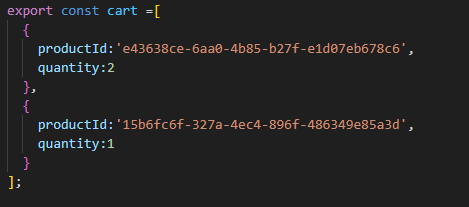 export const cart =[
  {
    productId:'e43638ce-6aa0-4b85-b27f-e1d07eb678c6',
    quantity:2
  },
  {
    productId:'15b6fc6f-327a-4ec4-896f-486349e85a3d',
    quantity:1
  }
];